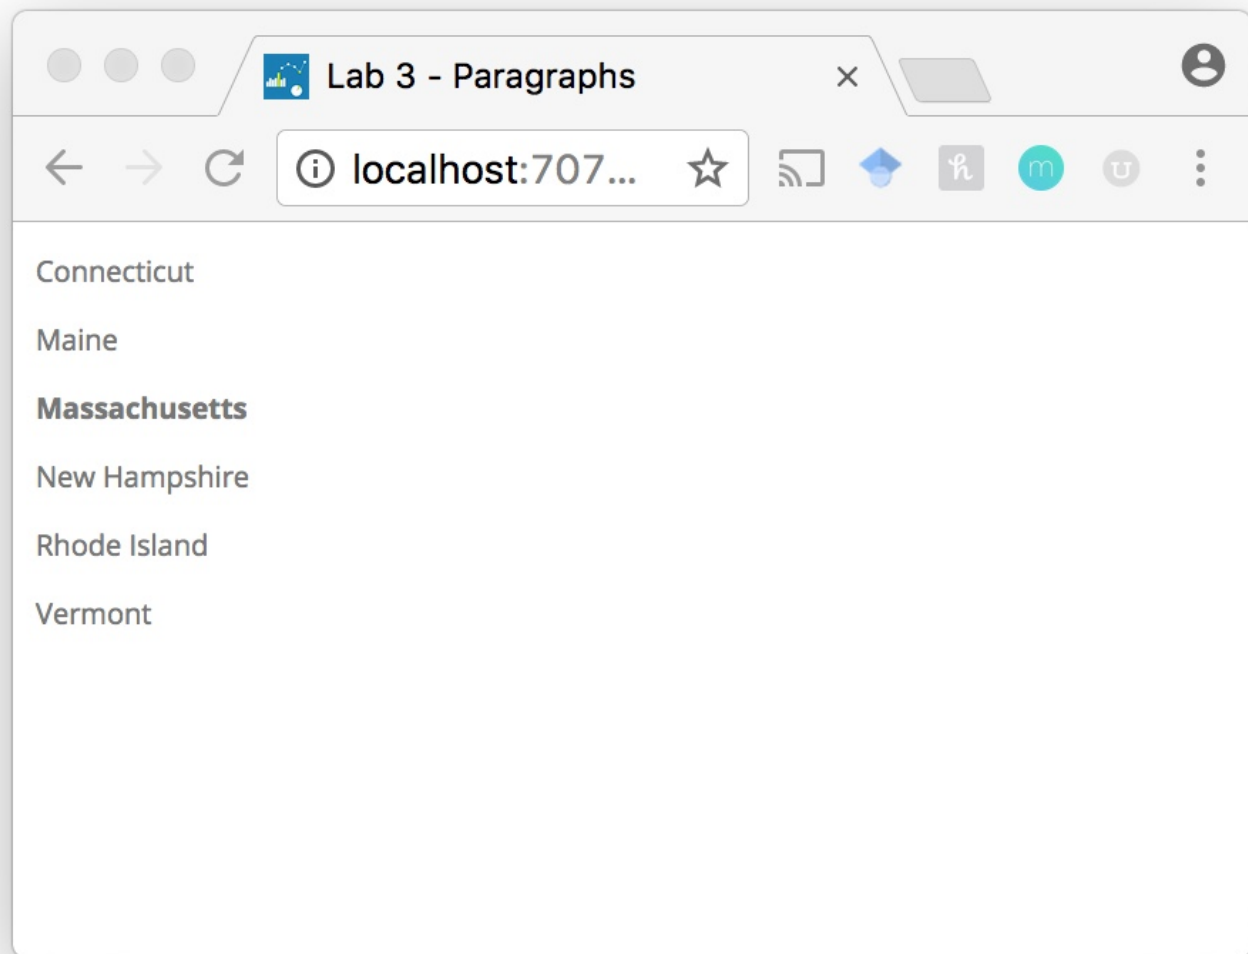 Lab 3 - Paragraphs
localhost:707...
Connecticut
Maine
Massachusetts
New Hampshire
Rhode Island
Vermont